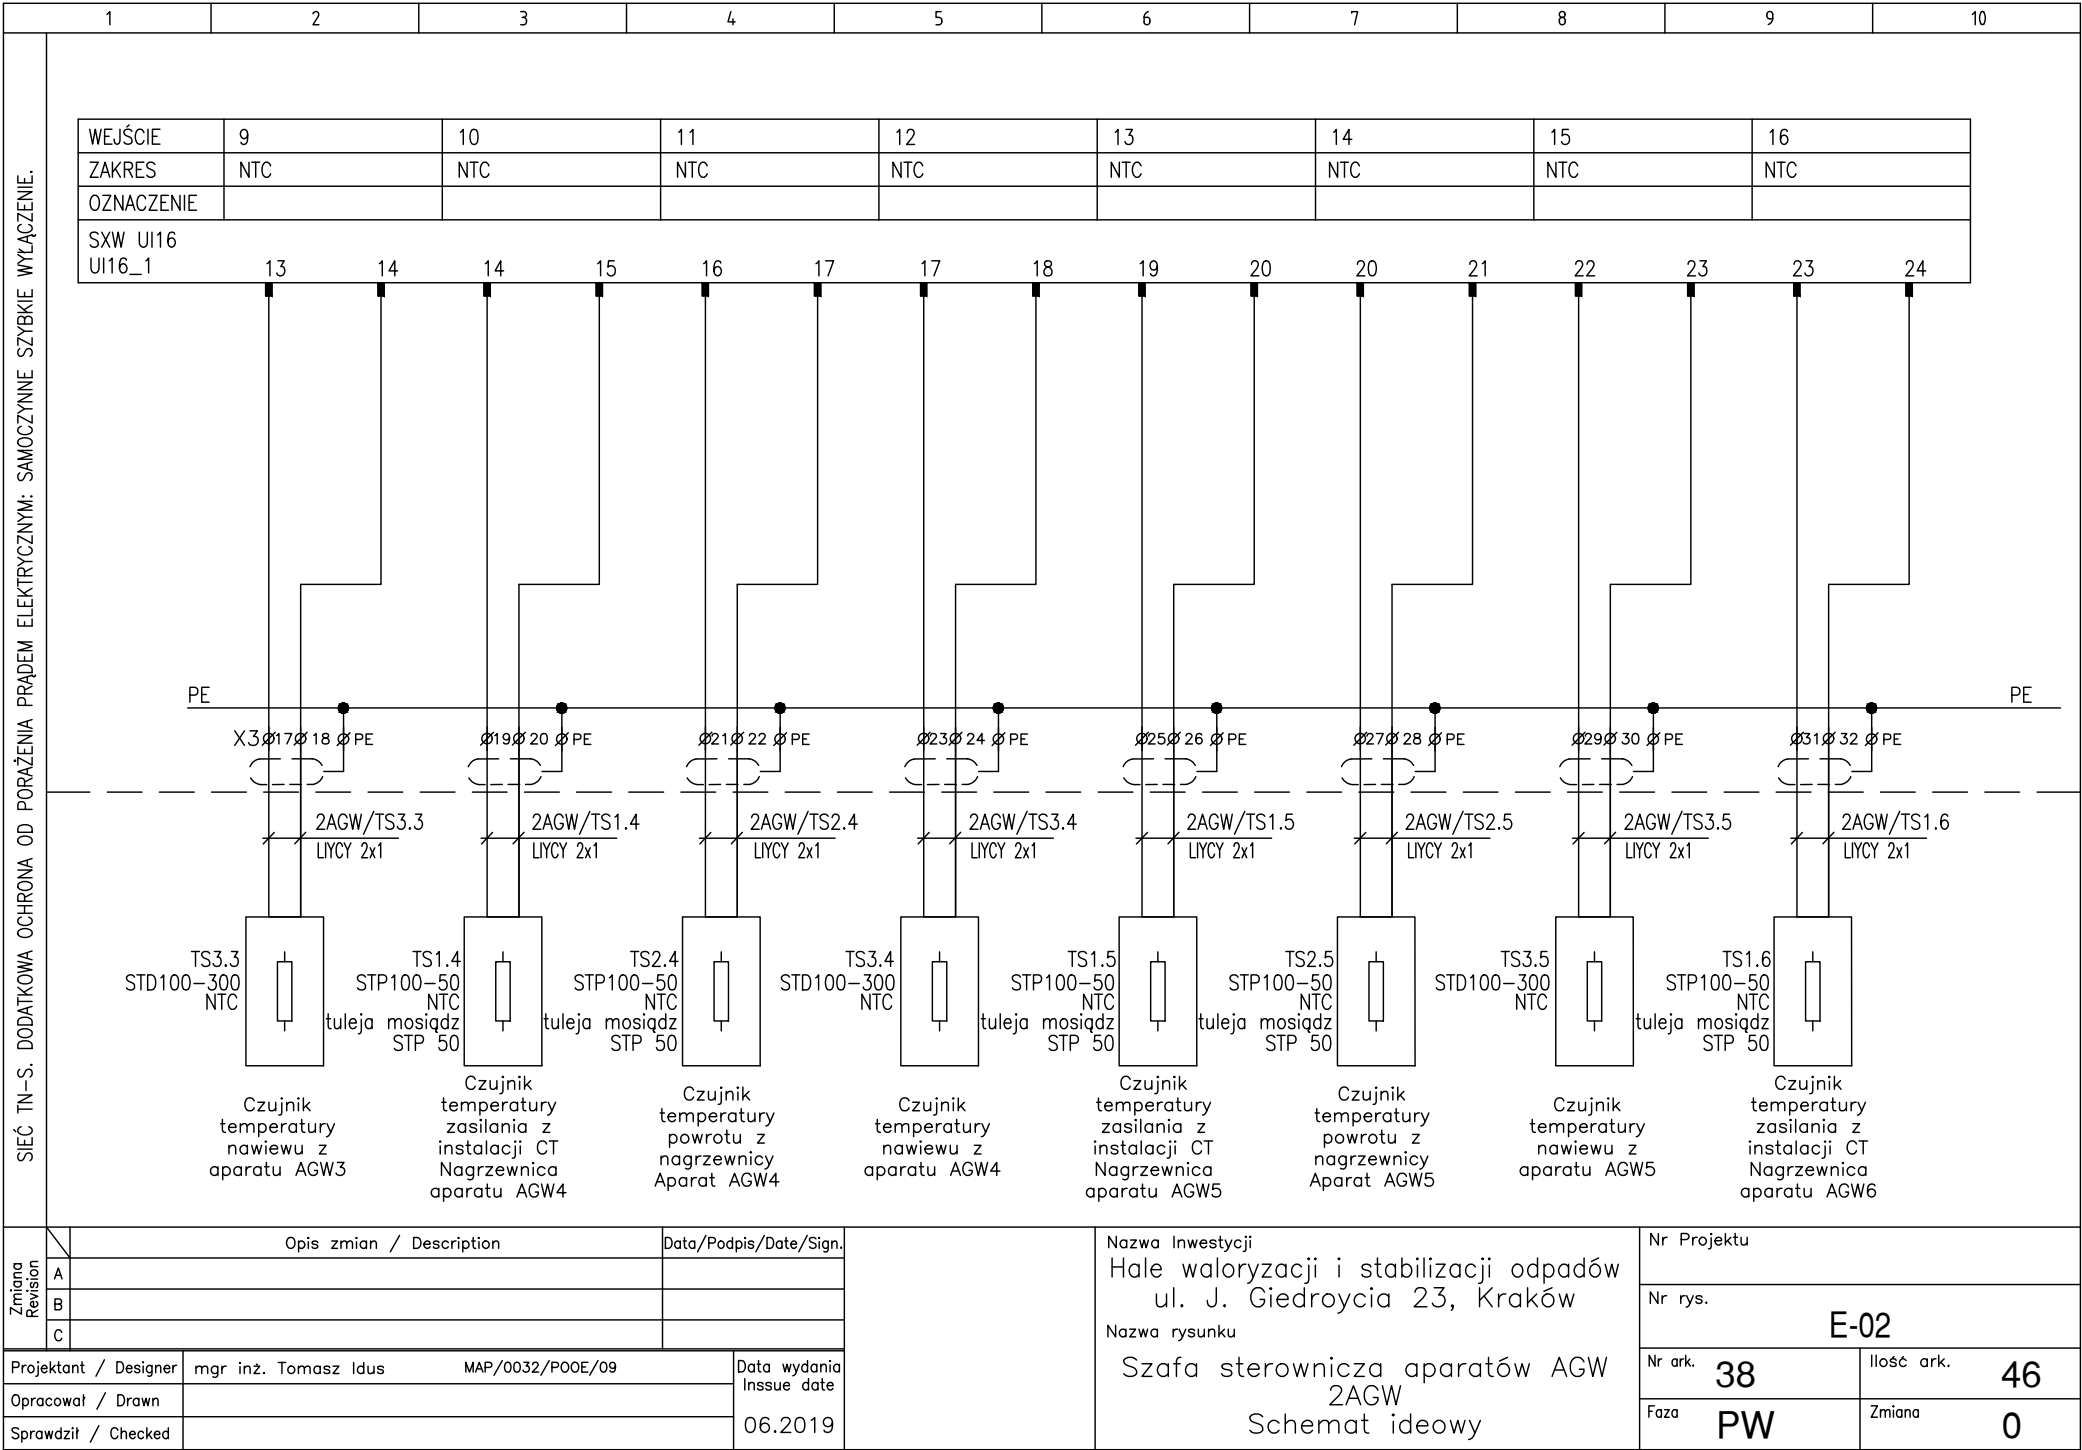 1 2 3 4 5 6 7 8 9 10
SIEĆ TN-S. DODATKOWA OCHRONA OD PORAŻENIA PRĄDEM ELEKTRYCZNYM: SAMOCZYNNE SZYBKIE WYŁĄCZENIE.
WEJŚCIE 9 10 11 12 13 14 15 16
ZAKRES NTC NTC NTC NTC NTC NTC NTC NTC
OZNACZENIE
SXW UI16
UI16_1
13 14 14 15 16 17 17 18 19 20 20 21 22 23 23 24
PE PE
X3 17 18 PE 19 20 PE 21 22 PE 23 24 PE 25 26 PE 27 28 PE 29 30 PE 31 32 PE
2AGW/TS3.3 2AGW/TS1.4 2AGW/TS2.4 2AGW/TS3.4 2AGW/TS1.5 2AGW/TS2.5 2AGW/TS3.5 2AGW/TS1.6
LIYCY 2x1 LIYCY 2x1 LIYCY 2x1 LIYCY 2x1 LIYCY 2x1 LIYCY 2x1 LIYCY 2x1 LIYCY 2x1
TS3.3
STD100-300
NTC
TS1.4
STP100-50
NTC
tuleja mosiądz
STP 50
TS2.4
STP100-50
NTC
tuleja mosiądz
STP 50
TS3.4
STD100-300
NTC
TS1.5
STP100-50
NTC
tuleja mosiądz
STP 50
TS2.5
STP100-50
NTC
tuleja mosiądz
STP 50
TS3.5
STD100-300
NTC
TS1.6
STP100-50
NTC
tuleja mosiądz
STP 50
Czujnik
temperatury
nawiewu z
aparatu AGW3
Czujnik
temperatury
zasilania z
instalacji CT
Nagrzewnica
aparatu AGW4
Czujnik
temperatury
powrotu z
nagrzewnicy
Aparat AGW4
Czujnik
temperatury
nawiewu z
aparatu AGW4
Czujnik
temperatury
zasilania z
instalacji CT
Nagrzewnica
aparatu AGW5
Czujnik
temperatury
powrotu z
nagrzewnicy
Aparat AGW5
Czujnik
temperatury
nawiewu z
aparatu AGW5
Czujnik
temperatury
zasilania z
instalacji CT
Nagrzewnica
aparatu AGW6
Zmiana
Revision
Opis zmian / Description Data/Podpis/Date/Sign.
A
B
C
Projektant / Designer mgr inż. Tomasz Idus MAP/0032/POOE/09
Opracował / Drawn
Sprawdził / Checked
Data wydania
Inssue date
06.2019
Nazwa Inwestycji
Hale waloryzacji i stabilizacji odpadów
ul. J. Giedroycia 23, Kraków
Nazwa rysunku
Szafa sterownicza aparatów AGW
2AGW
Schemat ideowy
Nr Projektu
Nr rys.
E-02
Nr ark. 38 Ilość ark. 46
Faza PW Zmiana 0